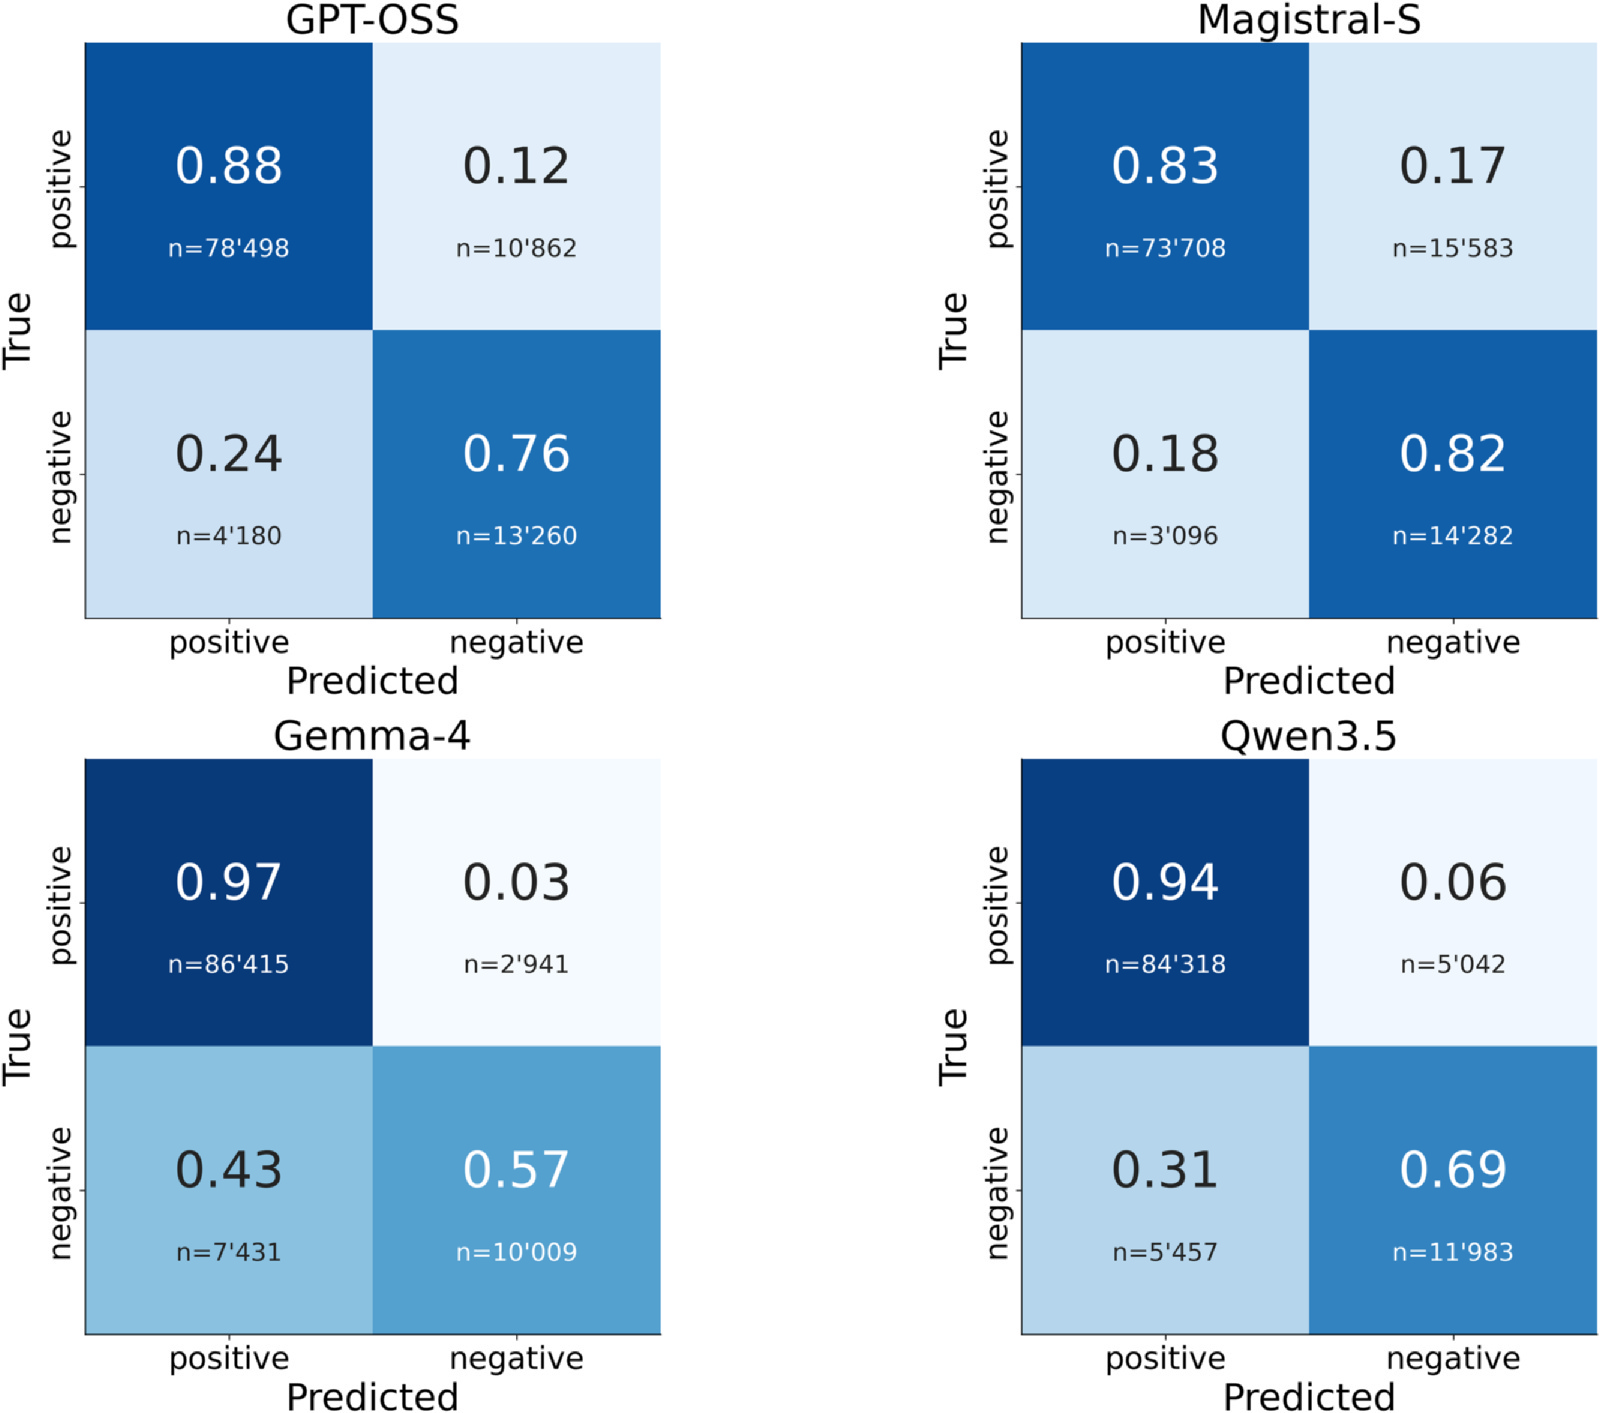 GPT-OSS
True
positive
negative
0.88
n=78'498
0.12
n=10'862
0.24
n=4'180
0.76
n=13'260
positive
negative
Predicted
Magistral-S
True
positive
negative
0.83
n=73'708
0.17
n=15'583
0.18
n=3'096
0.82
n=14'282
positive
negative
Predicted
Gemma-4
True
positive
negative
0.97
n=86'415
0.03
n=2'941
0.43
n=7'431
0.57
n=10'009
positive
negative
Predicted
Qwen3.5
True
positive
negative
0.94
n=84'318
0.06
n=5'042
0.31
n=5'457
0.69
n=11'983
positive
negative
Predicted